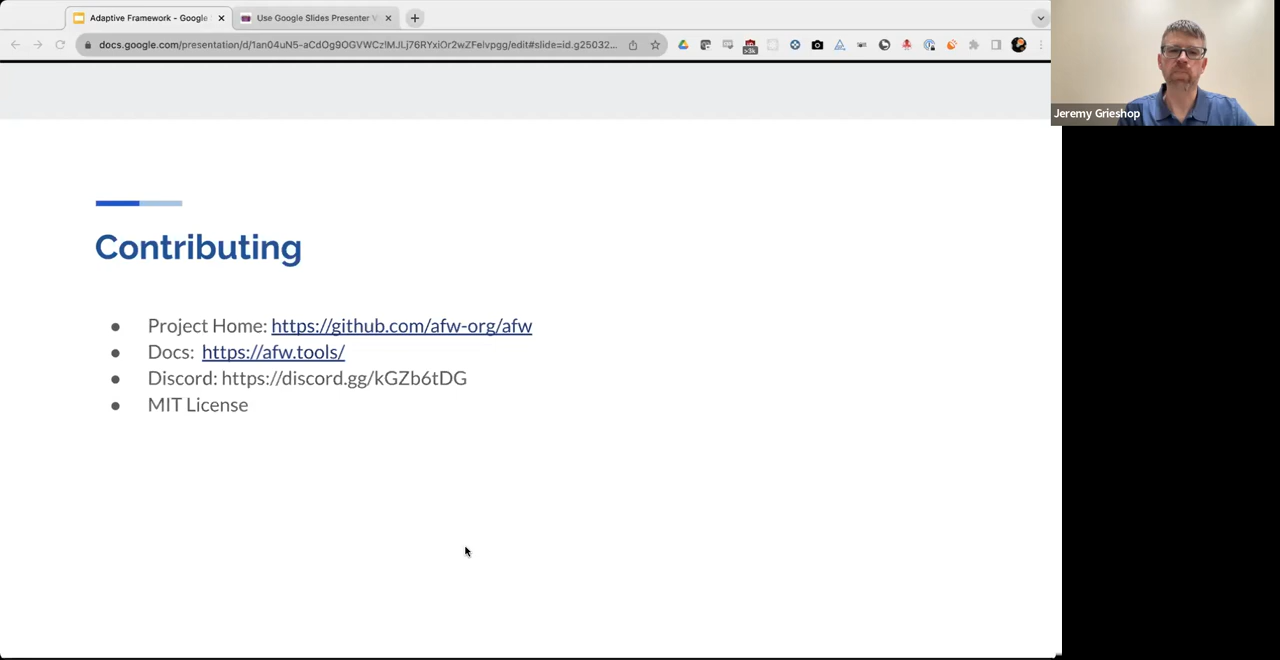 Adaptive Framework - Google
Use Google Slides Presenter V
docs.google.com/presentation/d/1an04uN5-aCdOg9OGVWCz!MJLj76RYxiOr2wZFelvpgg/edit#slide=id.g25032...
Jeremy Grieshop
Contributing
● Project Home: https://github.com/afw-org/afw
● Docs: https://afw.tools/
● Discord: https://discord.gg/kGZb6tDG
● MIT License